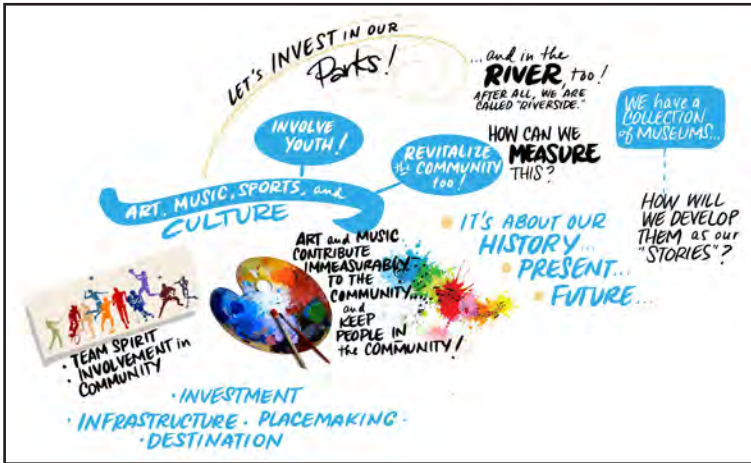 LET'S INVEST IN OUR
Parks!
...and in the
RIVER, too!
AFTER ALL, WE ARE
CALLED "RIVERSIDE."
HOW CAN WE
MEASURE
THIS?
WE have a
COLLECTION
of MUSEUMS...
HOW WILL
WE DEVELOP
THEM as our
"STORIES"?
INVOLVE
YOUTH!
REVITALIZE
the COMMUNITY
too!
ART, MUSIC, SPORTS, and
CULTURE
ART and MUSIC
CONTRIBUTE
IMMEASURABLY
TO THE
COMMUNITY...
and
KEEP
PEOPLE IN
the COMMUNITY!
IT'S ABOUT OUR
HISTORY...
PRESENT...
FUTURE...
· TEAM SPIRIT
· INVOLVEMENT in
COMMUNITY
· INVESTMENT
· INFRASTRUCTURE · PLACEMAKING ·
· DESTINATION